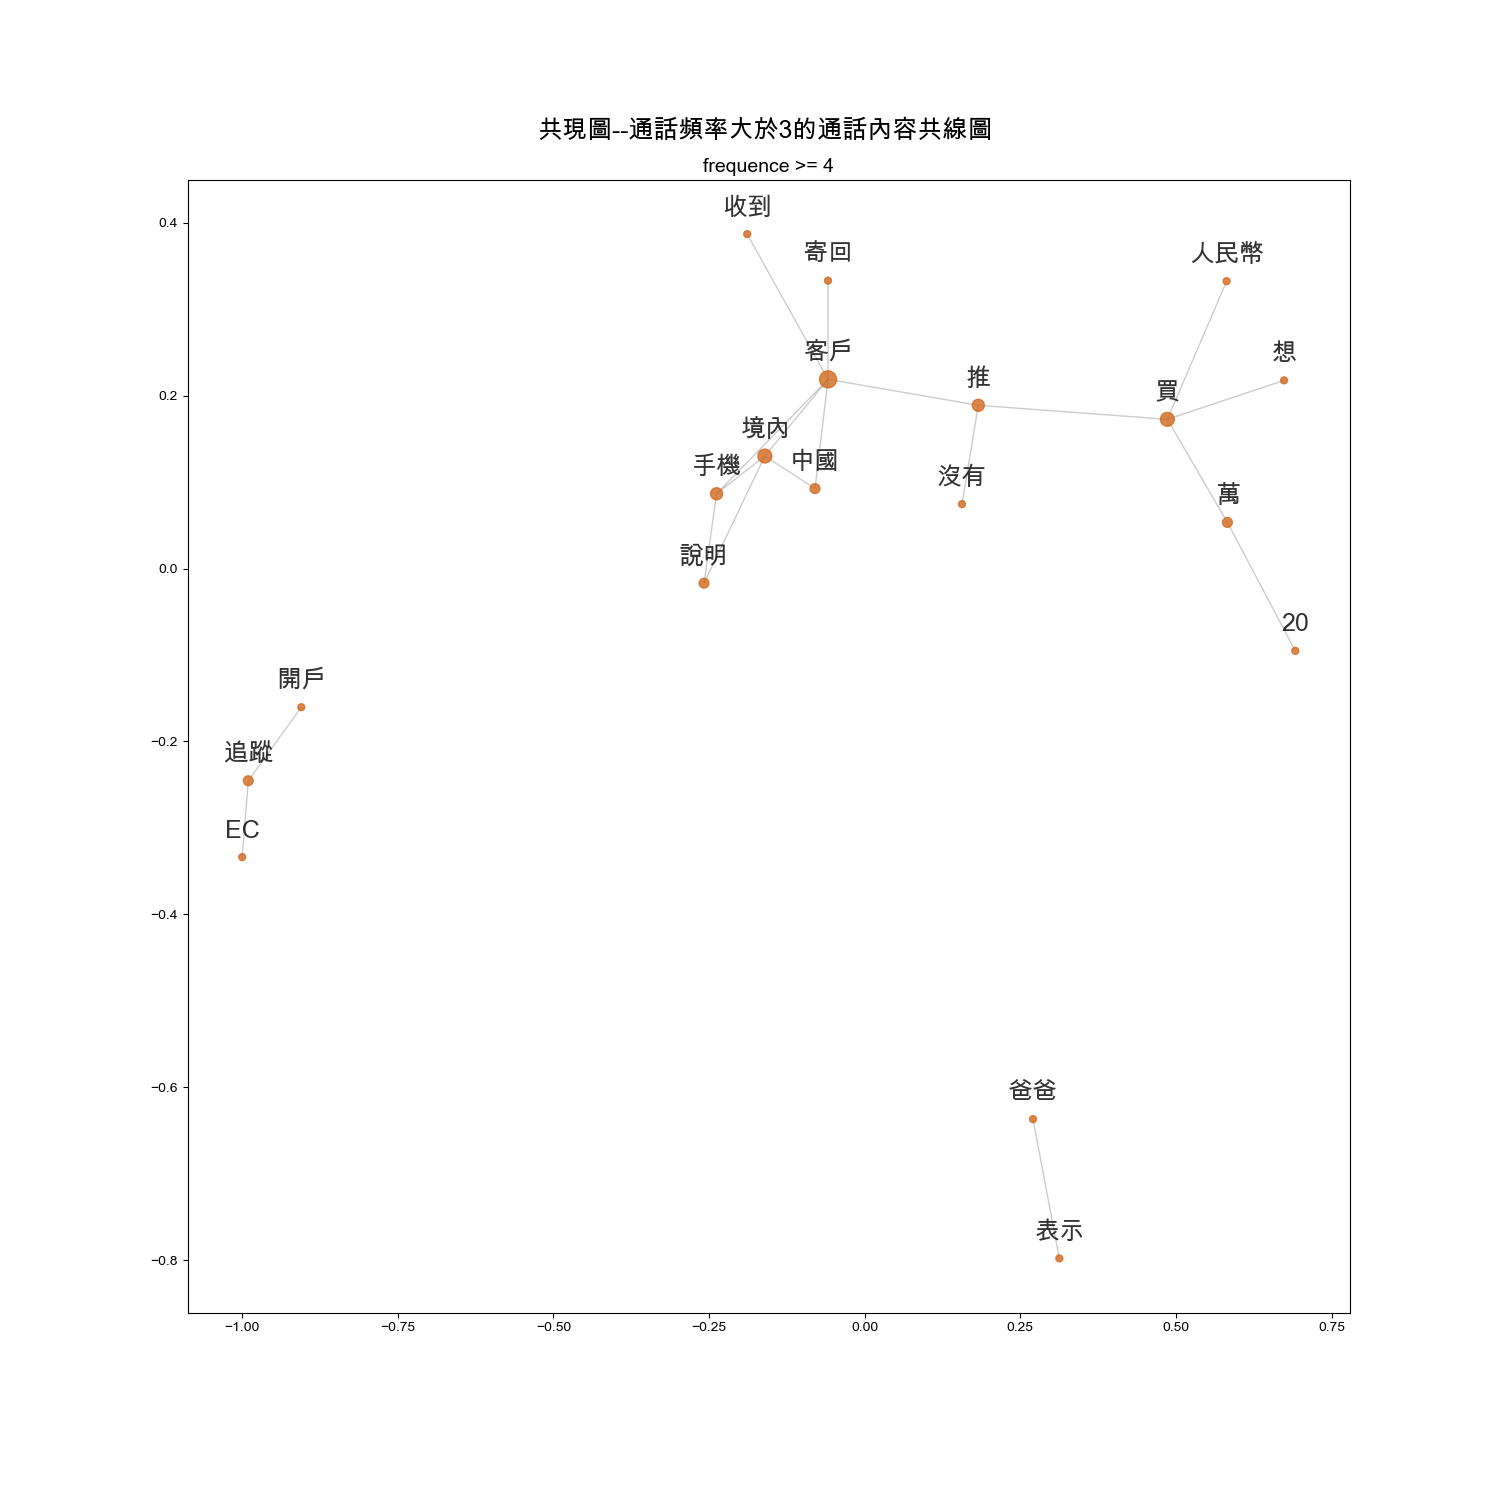 共現圖--通話頻率大於3的通話內容共線圖
frequence >= 4
0.4
收到
寄回
人民幣
客戶
想
推
買
0.2
境內
中國
手機
沒有
萬
說明
0.0
20
開戶
−0.2
追蹤
EC
−0.4
−0.6
爸爸
表示
−0.8
−1.00 −0.75 −0.50 −0.25 0.00 0.25 0.50 0.75